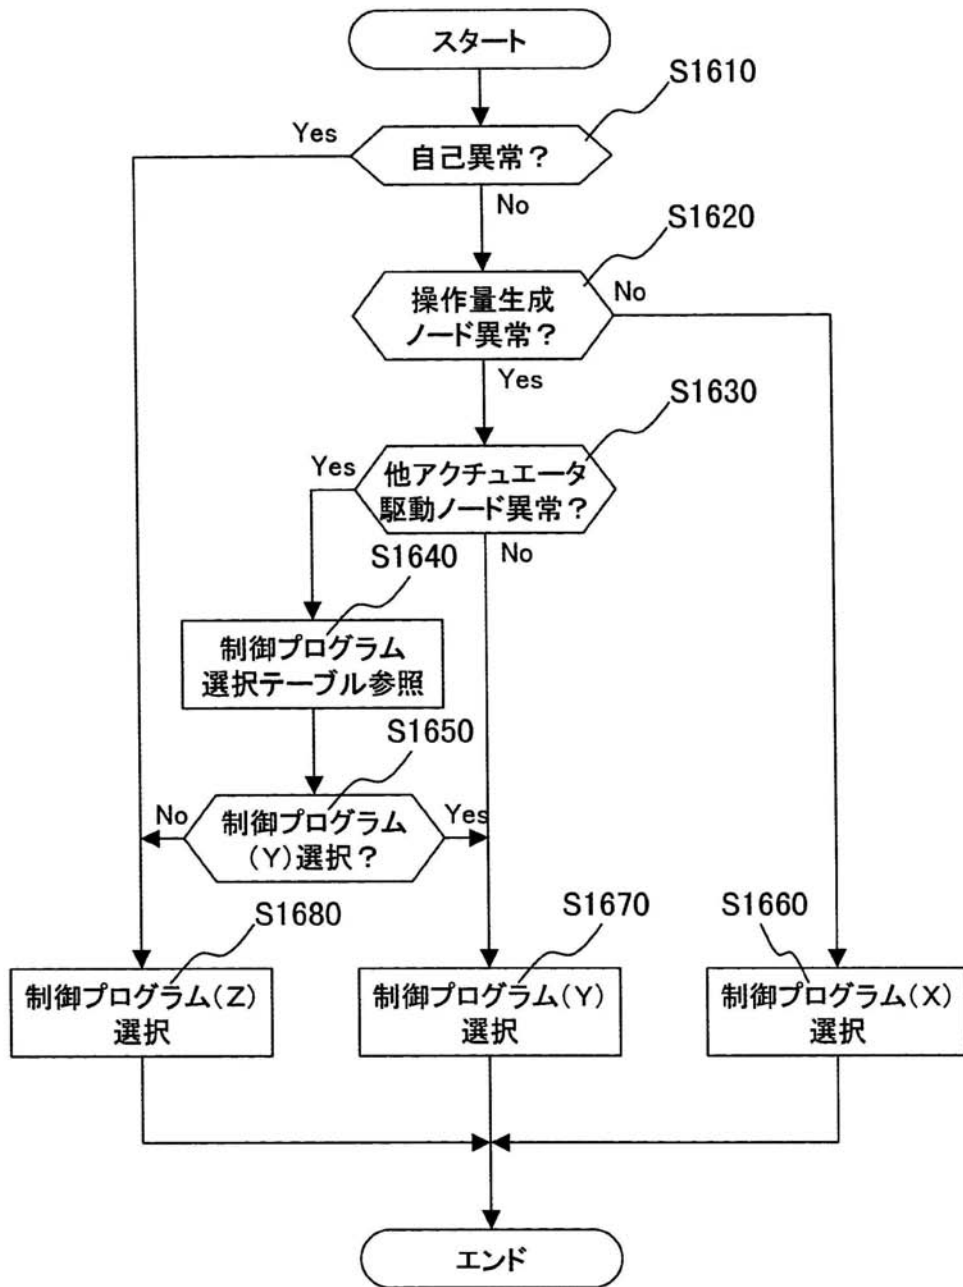 スタート
S1610
Yes
自己異常？
No
S1620
操作量生成
ノード異常？
No
Yes
S1630
Yes
他アクチュエータ
駆動ノード異常？
No
S1640
制御プログラム
選択テーブル参照
S1650
No
制御プログラム
（Y）選択？
Yes
S1680
制御プログラム（Z）
選択
S1670
制御プログラム（Y）
選択
S1660
制御プログラム（X）
選択
エンド